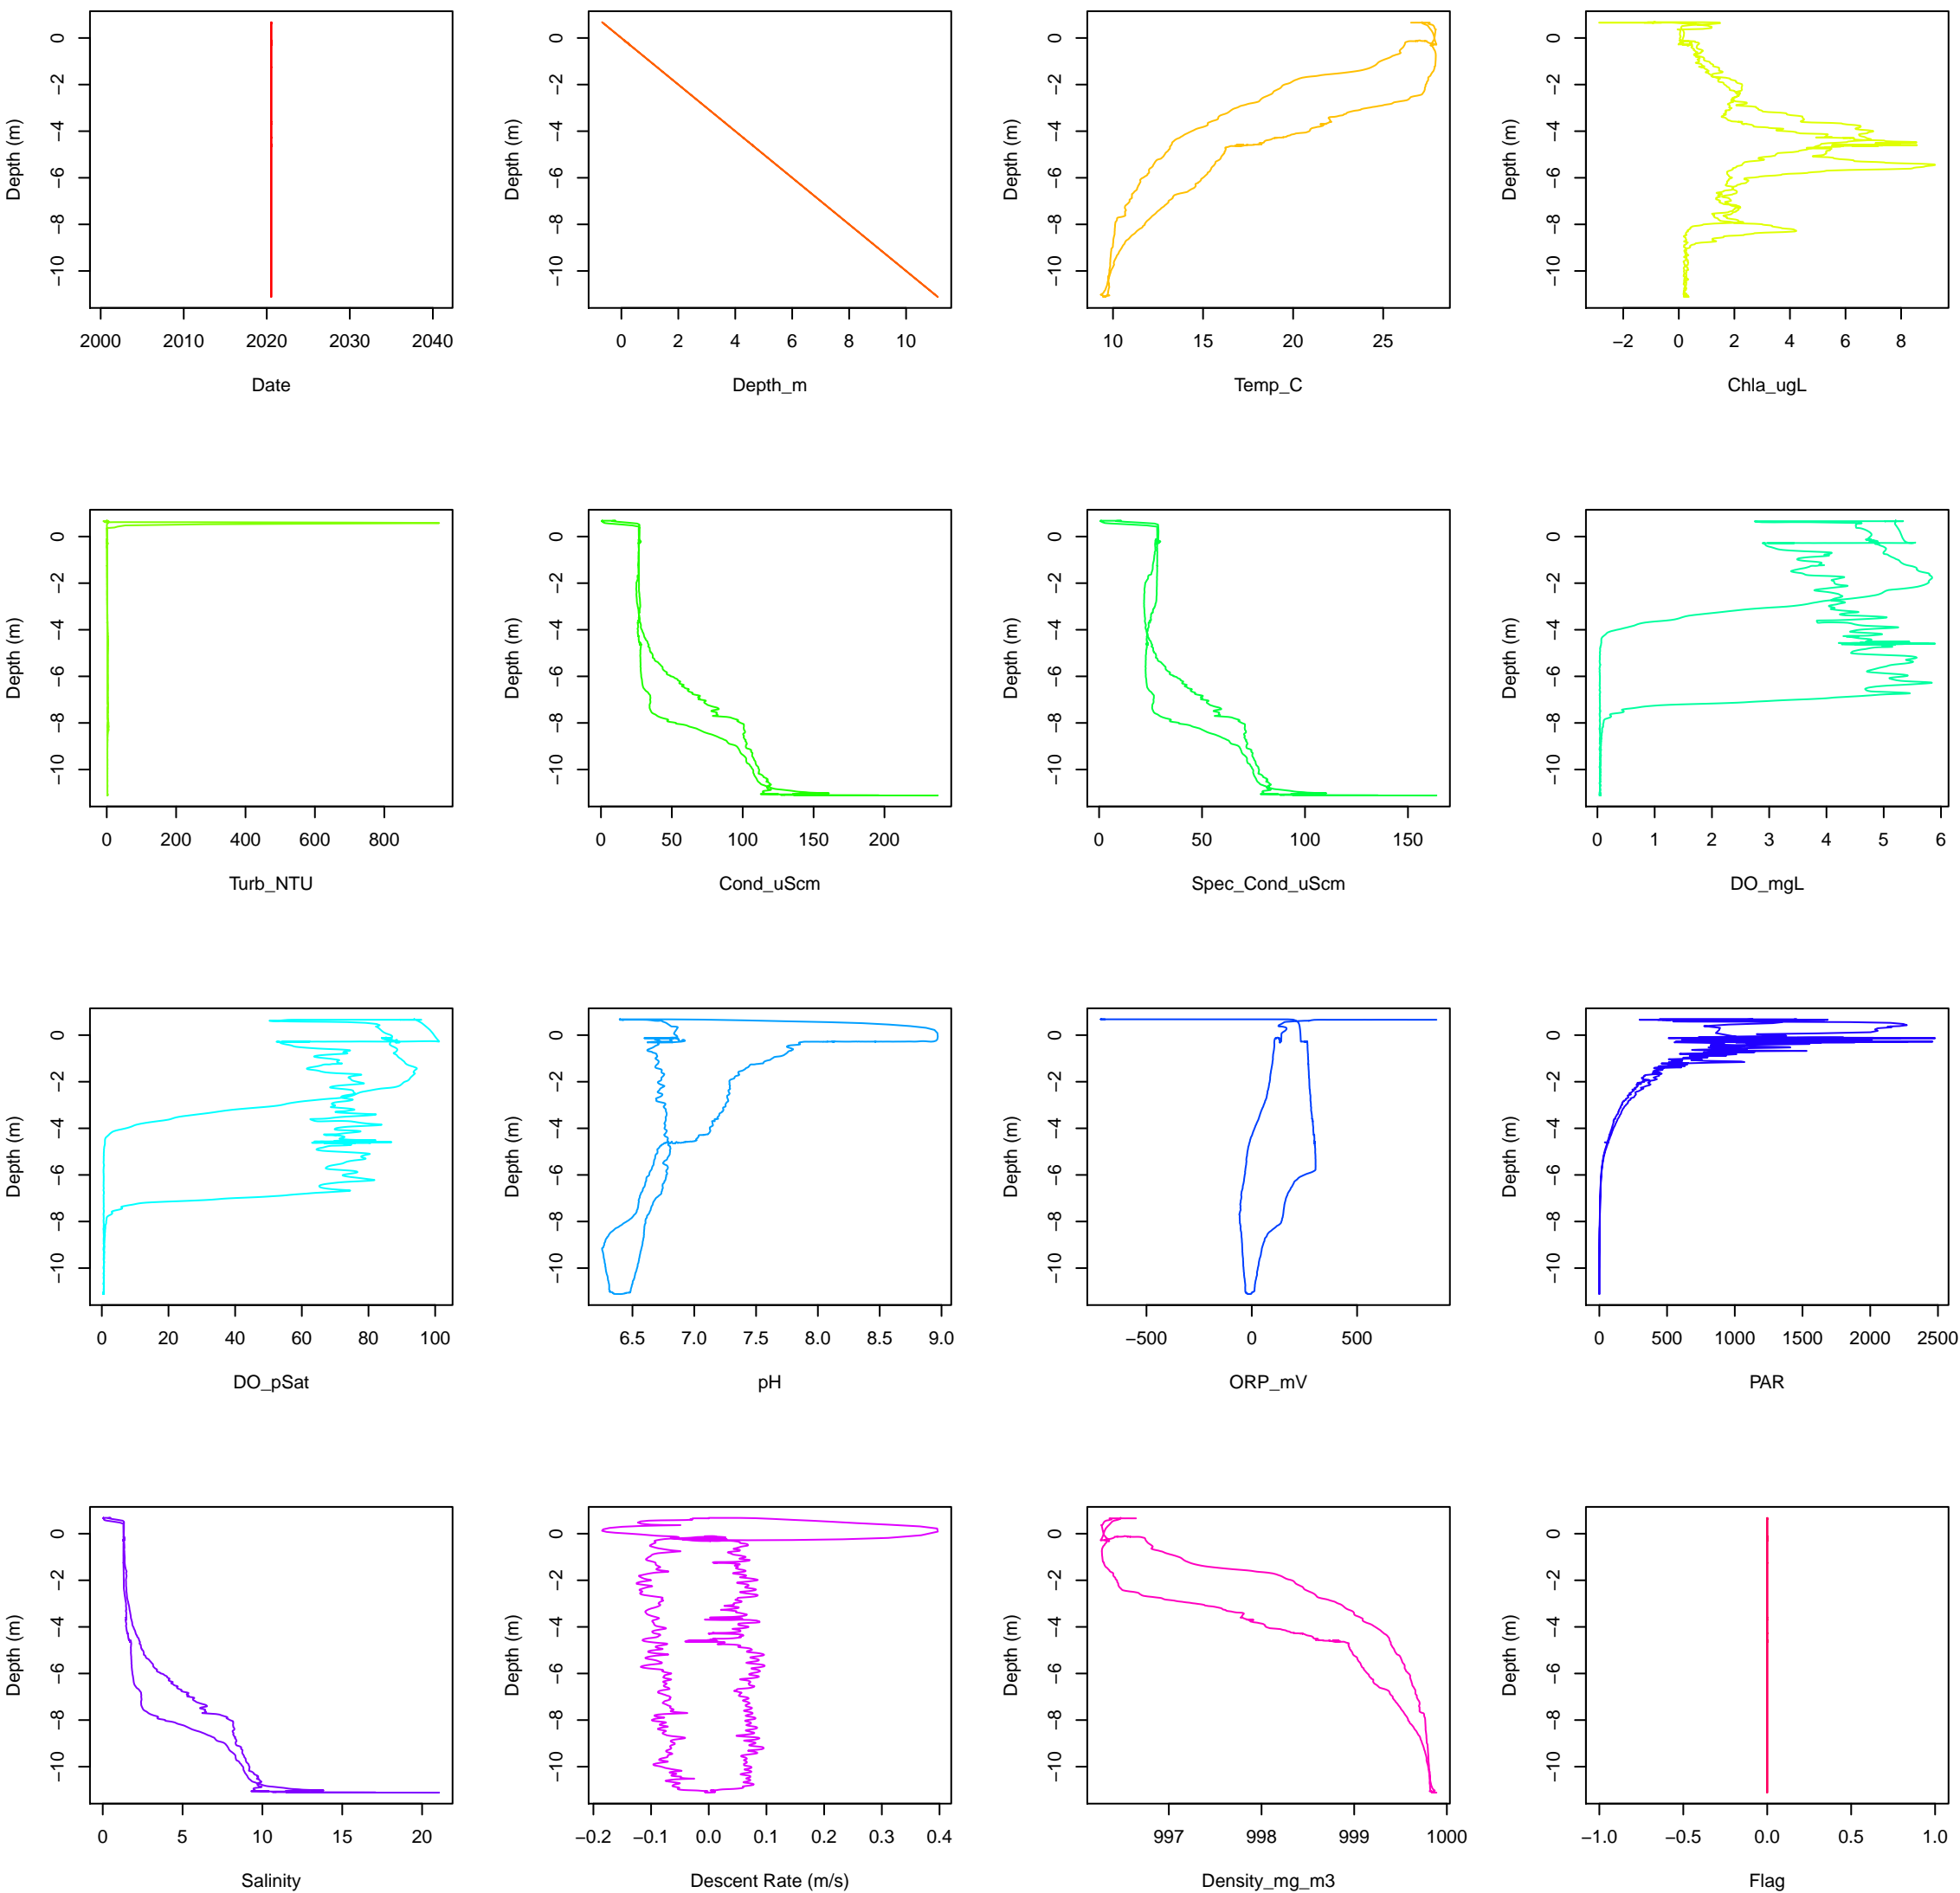 Depth (m)
0
−2
−4
−6
−8
−10
2000 2010 2020 2030 2040
Date
Depth (m)
0
−2
−4
−6
−8
−10
0 2 4 6 8 10
Depth_m
Depth (m)
0
−2
−4
−6
−8
−10
10 15 20 25
Temp_C
Depth (m)
0
−2
−4
−6
−8
−10
−2 0 2 4 6 8
Chla_ugL
Depth (m)
0
−2
−4
−6
−8
−10
0 200 400 600 800
Turb_NTU
Depth (m)
0
−2
−4
−6
−8
−10
0 50 100 150 200
Cond_uScm
Depth (m)
0
−2
−4
−6
−8
−10
0 50 100 150
Spec_Cond_uScm
Depth (m)
0
−2
−4
−6
−8
−10
0 1 2 3 4 5 6
DO_mgL
Depth (m)
0
−2
−4
−6
−8
−10
0 20 40 60 80 100
DO_pSat
Depth (m)
0
−2
−4
−6
−8
−10
6.5 7.0 7.5 8.0 8.5 9.0
pH
Depth (m)
0
−2
−4
−6
−8
−10
−500 0 500
ORP_mV
Depth (m)
0
−2
−4
−6
−8
−10
0 500 1000 1500 2000 2500
PAR
Depth (m)
0
−2
−4
−6
−8
−10
0 5 10 15 20
Salinity
Depth (m)
0
−2
−4
−6
−8
−10
−0.2 −0.1 0.0 0.1 0.2 0.3 0.4
Descent Rate (m/s)
Depth (m)
0
−2
−4
−6
−8
−10
997 998 999 1000
Density_mg_m3
Depth (m)
0
−2
−4
−6
−8
−10
−1.0 −0.5 0.0 0.5 1.0
Flag